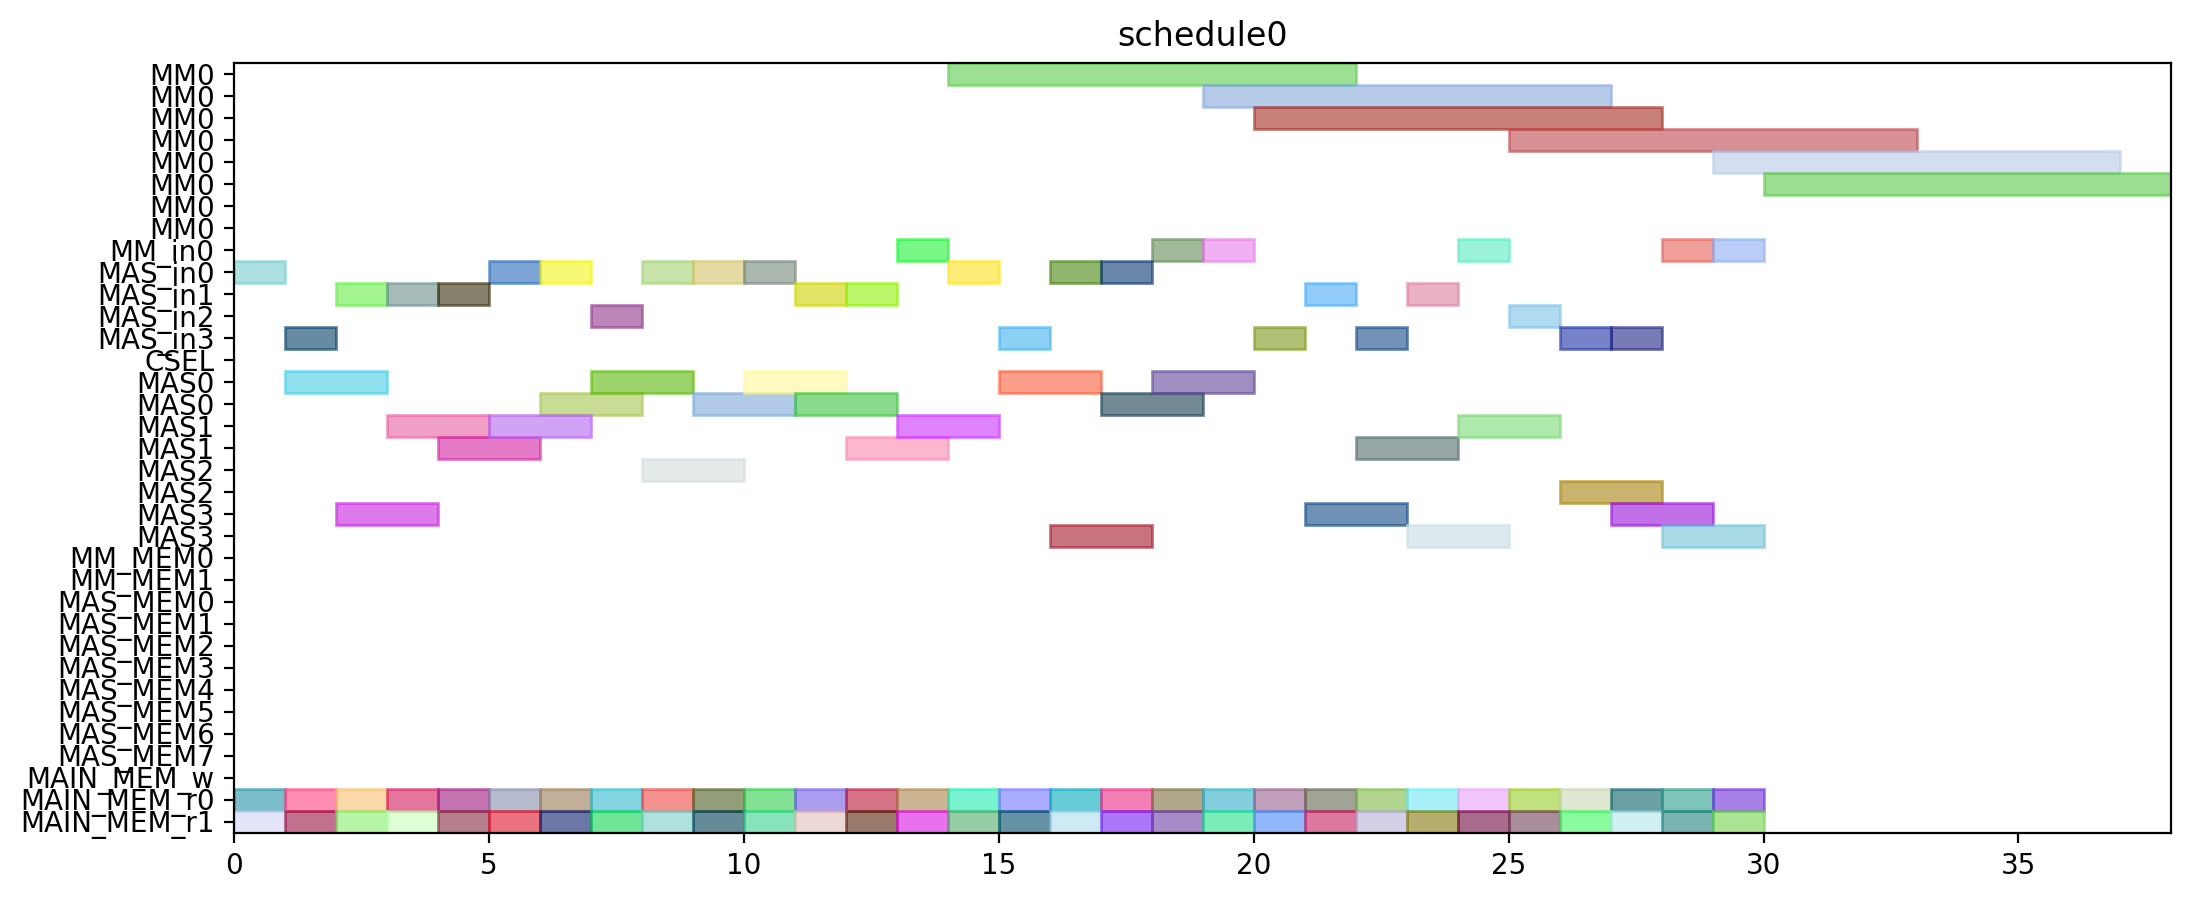 schedule0
MM0
MM0
MM0
MM0
MM0
MM0
MM0
MM0
MM_in0
MAS_in0
MAS_in1
MAS_in2
MAS_in3
CSEL
MAS0
MAS0
MAS1
MAS1
MAS2
MAS2
MAS3
MAS3
MM_MEM0
MM_MEM1
MAS_MEM0
MAS_MEM1
MAS_MEM2
MAS_MEM3
MAS_MEM4
MAS_MEM5
MAS_MEM6
MAS_MEM7
MAIN_MEM_w
MAIN_MEM_r0
MAIN_MEM_r1
0 5 10 15 20 25 30 35